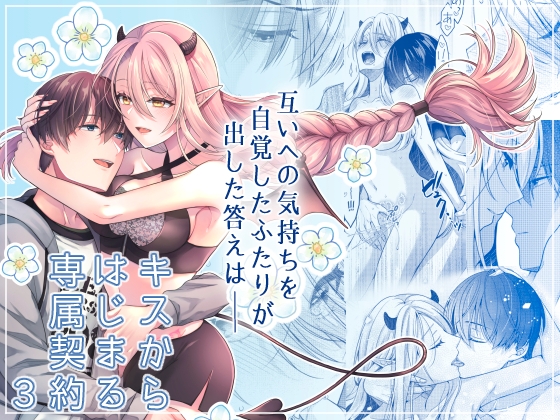 互いへの気持ちを
自覚したふたりが
出した答えは──
キスから
はじまる
専属契約
3